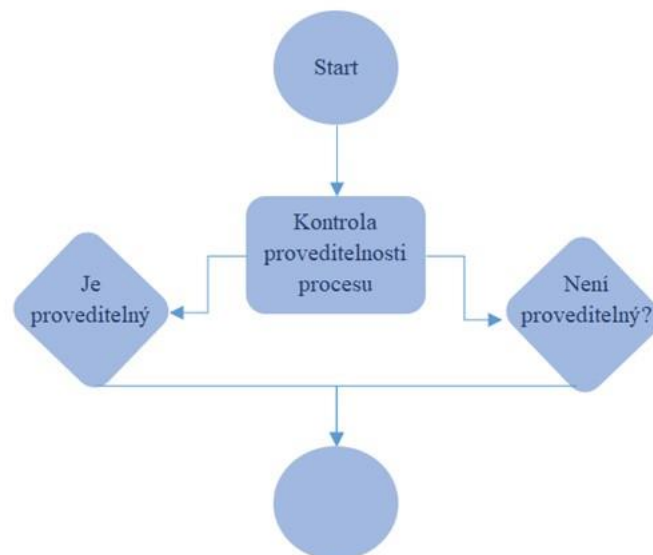 Start
Kontrola
proveditelnosti
procesu
Je
proveditelný
Není
proveditelný?